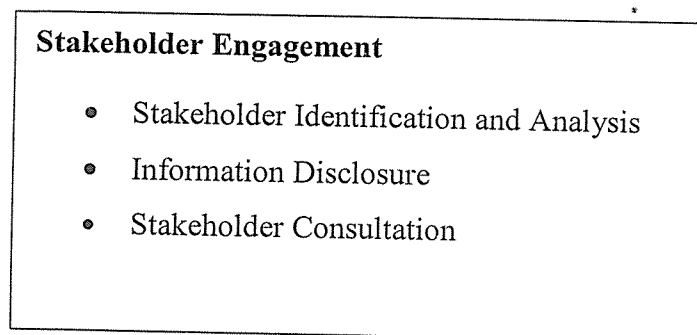 Stakeholder Engagement
• Stakeholder Identification and Analysis
• Information Disclosure
• Stakeholder Consultation